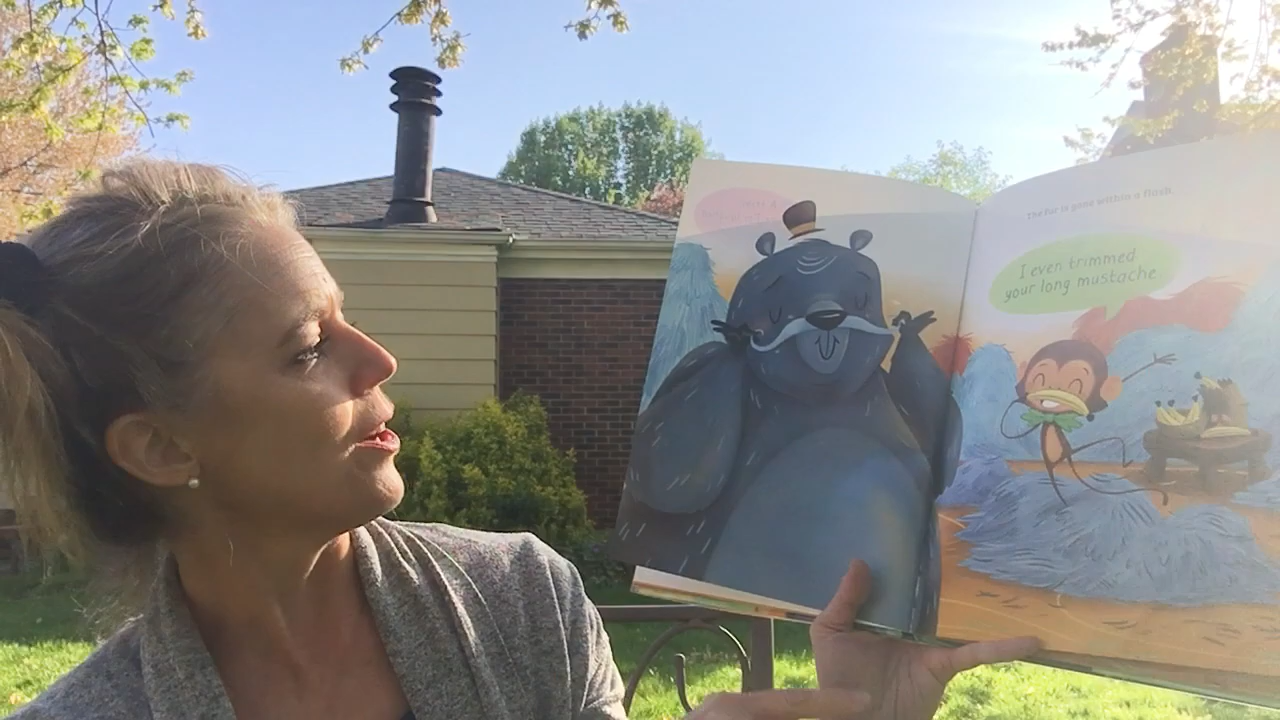 The fur is gone within a flash.
I even trimmed
your long mustache.